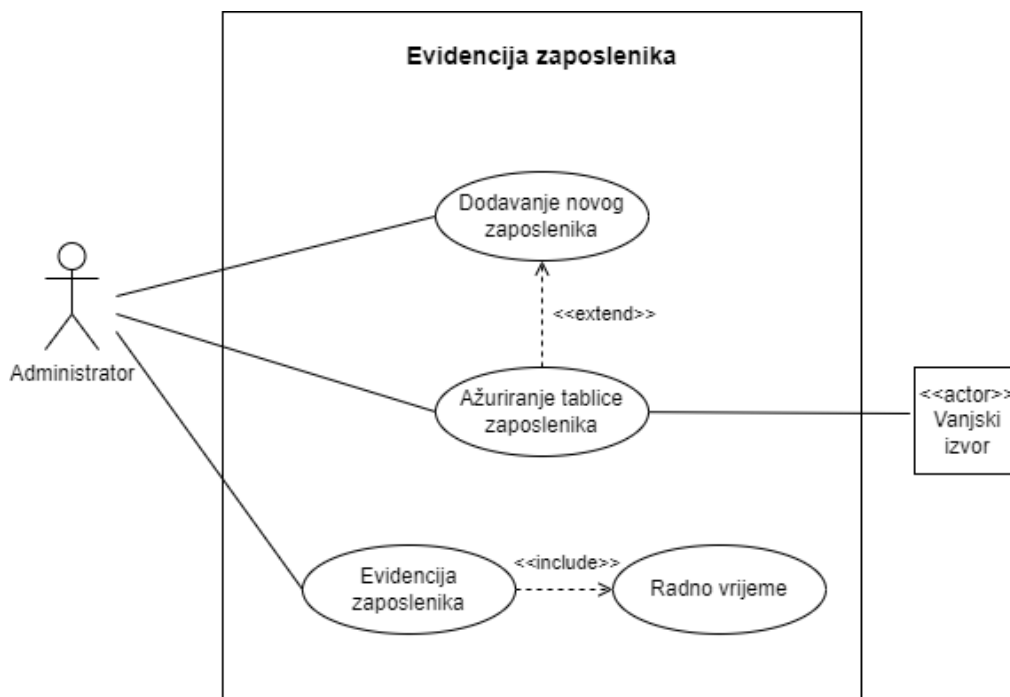 Evidencija zaposlenika
Dodavanje novog
zaposlenika
<<extend>>
Administrator
Ažuriranje tablice
zaposlenika
<<actor>>
Vanjski
izvor
Evidencija
zaposlenika
<<include>>
Radno vrijeme